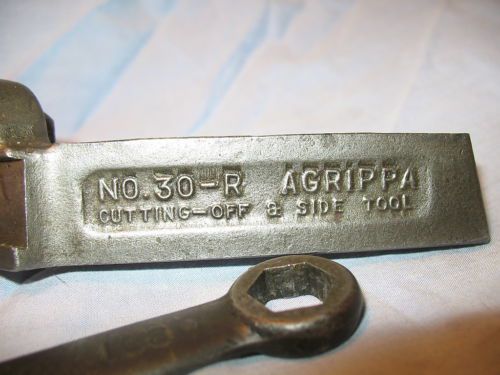 NO. 30-R AGRIPPA
CUTTING-OFF & SIDE TOOL